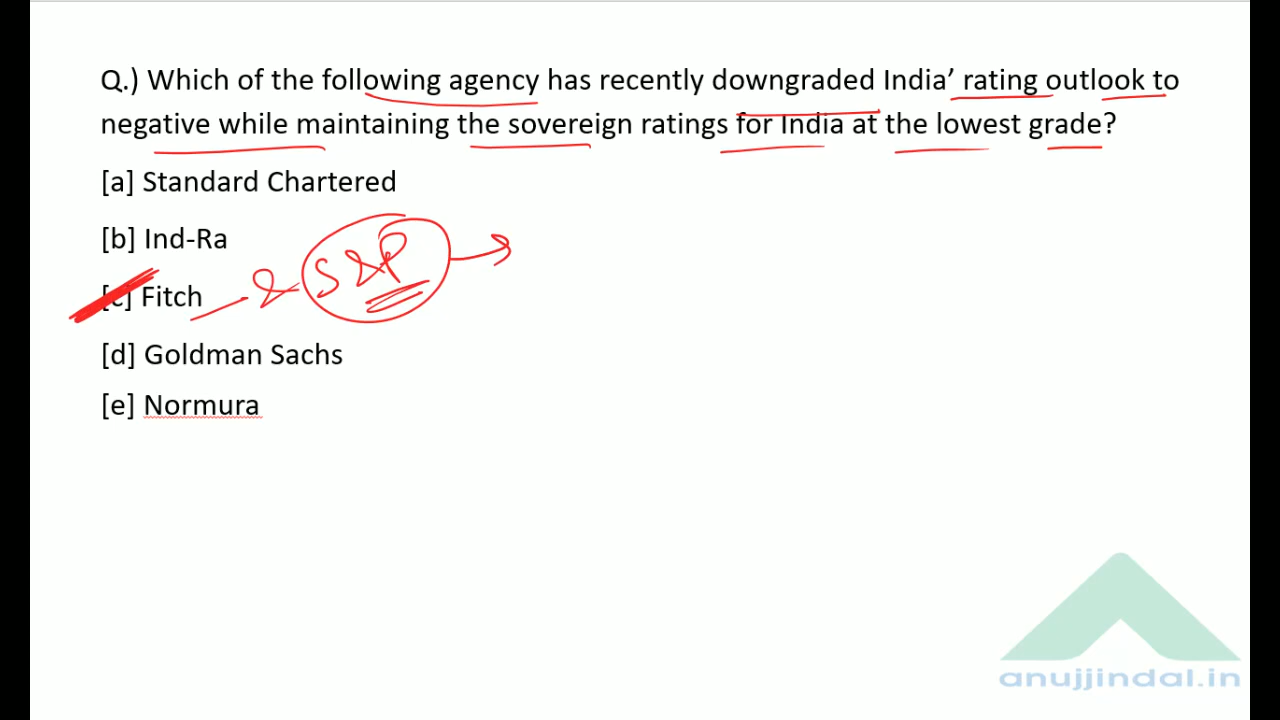 Q.) Which of the following agency has recently downgraded India’ rating outlook to
negative while maintaining the sovereign ratings for India at the lowest grade?
[a] Standard Chartered
[b] Ind-Ra
[c] Fitch & S&P
[d] Goldman Sachs
[e] Normura
anujjindal.in